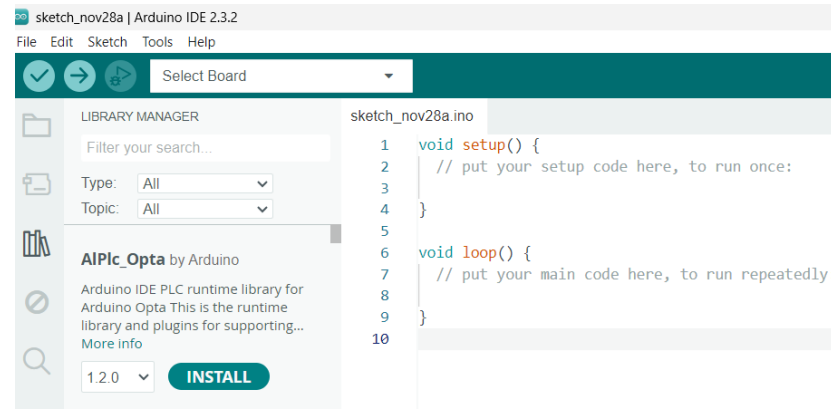 sketch_nov28a | Arduino IDE 2.3.2
File Edit Sketch Tools Help
Select Board
LIBRARY MANAGER
Filter your search...
Type: All
Topic: All
AlPlc_Opta by Arduino
Arduino IDE PLC runtime library for
Arduino Opta This is the runtime
library and plugins for supporting...
More info
1.2.0 INSTALL
sketch_nov28a.ino
1 void setup() {
2 // put your setup code here, to run once:
3
4 }
5
6 void loop() {
7 // put your main code here, to run repeatedly
8
9 }
10